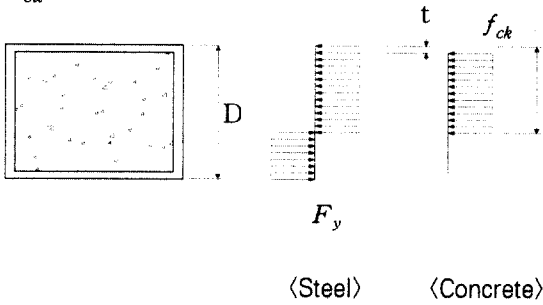 t
f_ck
D
F_y
〈Steel〉 〈Concrete〉